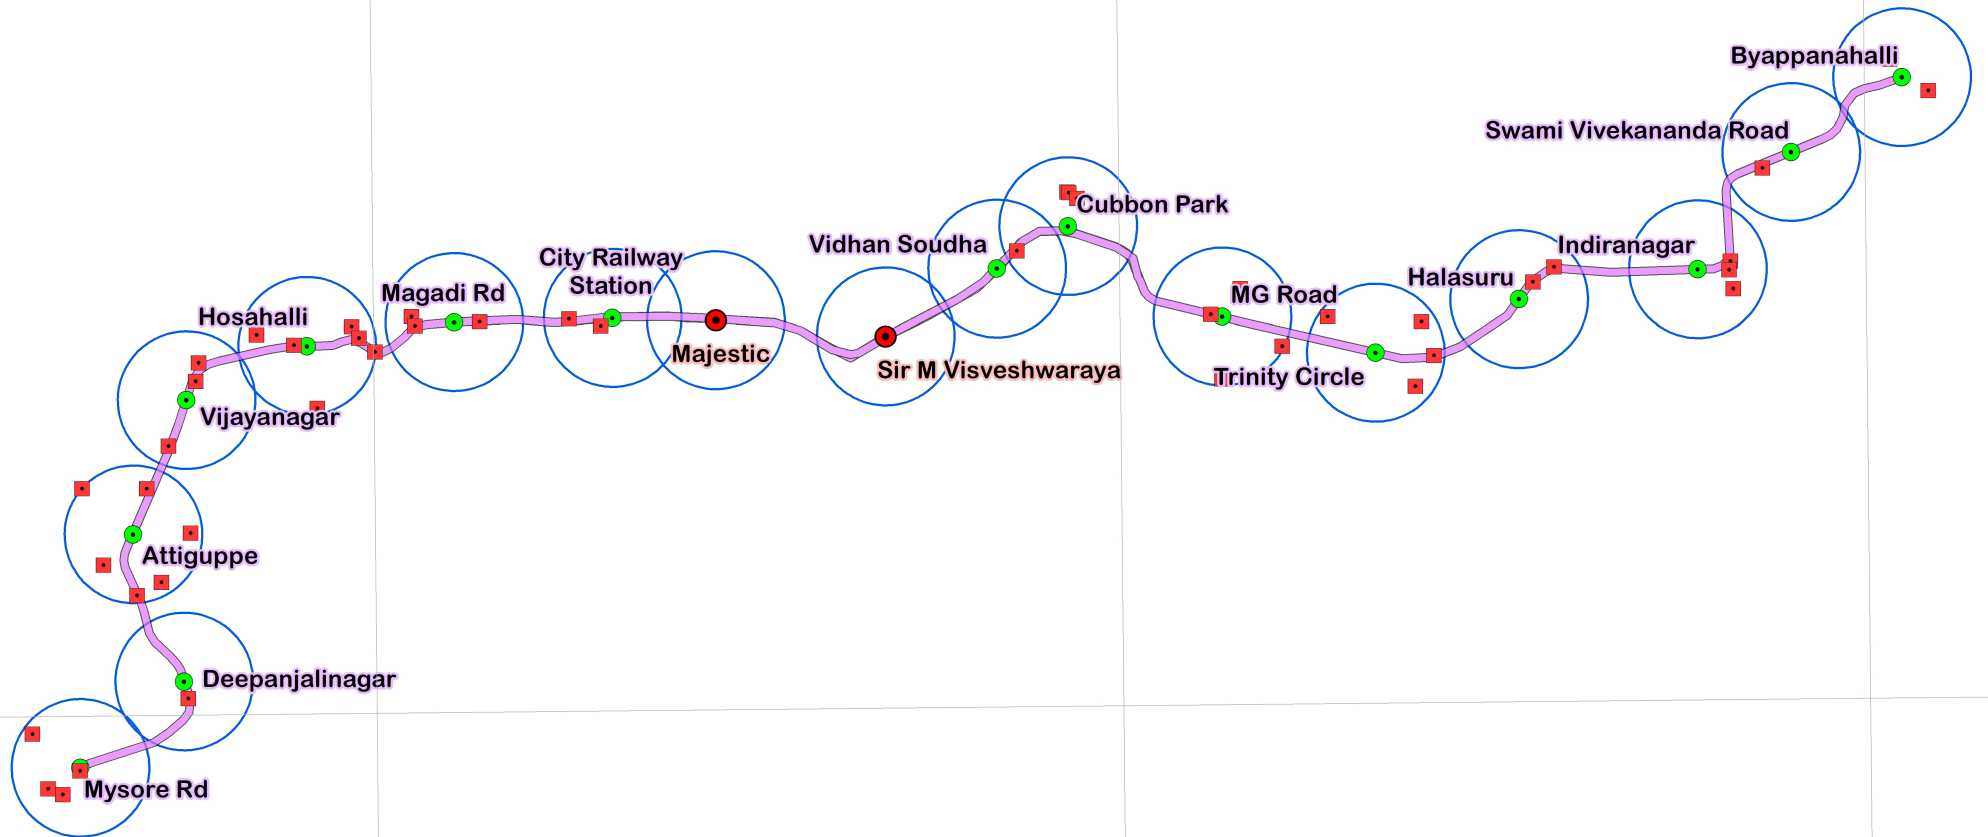 Byappanahalli
Swami Vivekananda Road
Cubbon Park
Vidhan Soudha
Indiranagar
City Railway
Station
Halasuru
Magadi Rd
MG Road
Hosahalli
Majestic
Sir M Visveshwaraya
Trinity Circle
Vijayanagar
Attiguppe
Deepanjalinagar
Mysore Rd